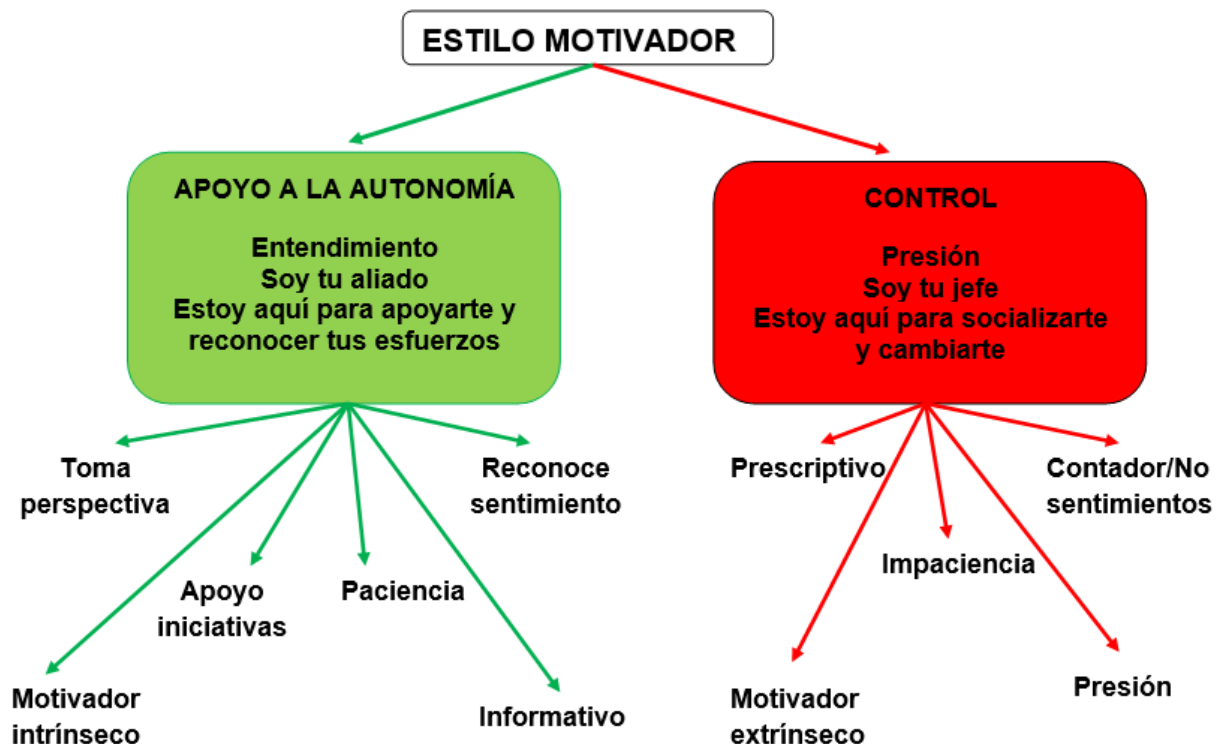 ESTILO MOTIVADOR
APOYO A LA AUTONOMÍA
Entendimiento
Soy tu aliado
Estoy aquí para apoyarte y
reconocer tus esfuerzos
CONTROL
Presión
Soy tu jefe
Estoy aquí para socializarte
y cambiarte
Toma
perspectiva
Reconoce
sentimiento
Prescriptivo
Contador/No
sentimientos
Apoyo
iniciativas
Paciencia
Impaciencia
Motivador
intrínseco
Informativo
Motivador
extrínseco
Presión